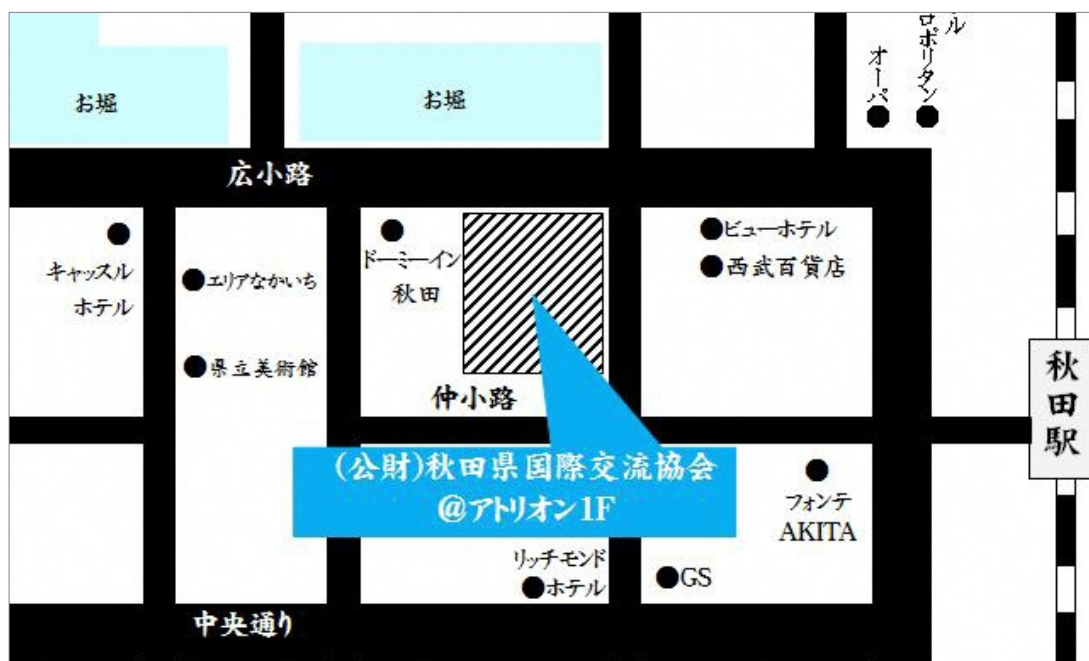 お堀
お堀
オーパ
ロポリタン
ル
広小路
キャッスル
ホテル
エリアなかいち
県立美術館
ドーミーイン
秋田
ビューホテル
西武百貨店
仲小路
秋田駅
(公財)秋田県国際交流協会
@アトリオン1F
フォンテ
AKITA
リッチモンド
ホテル
GS
中央通り